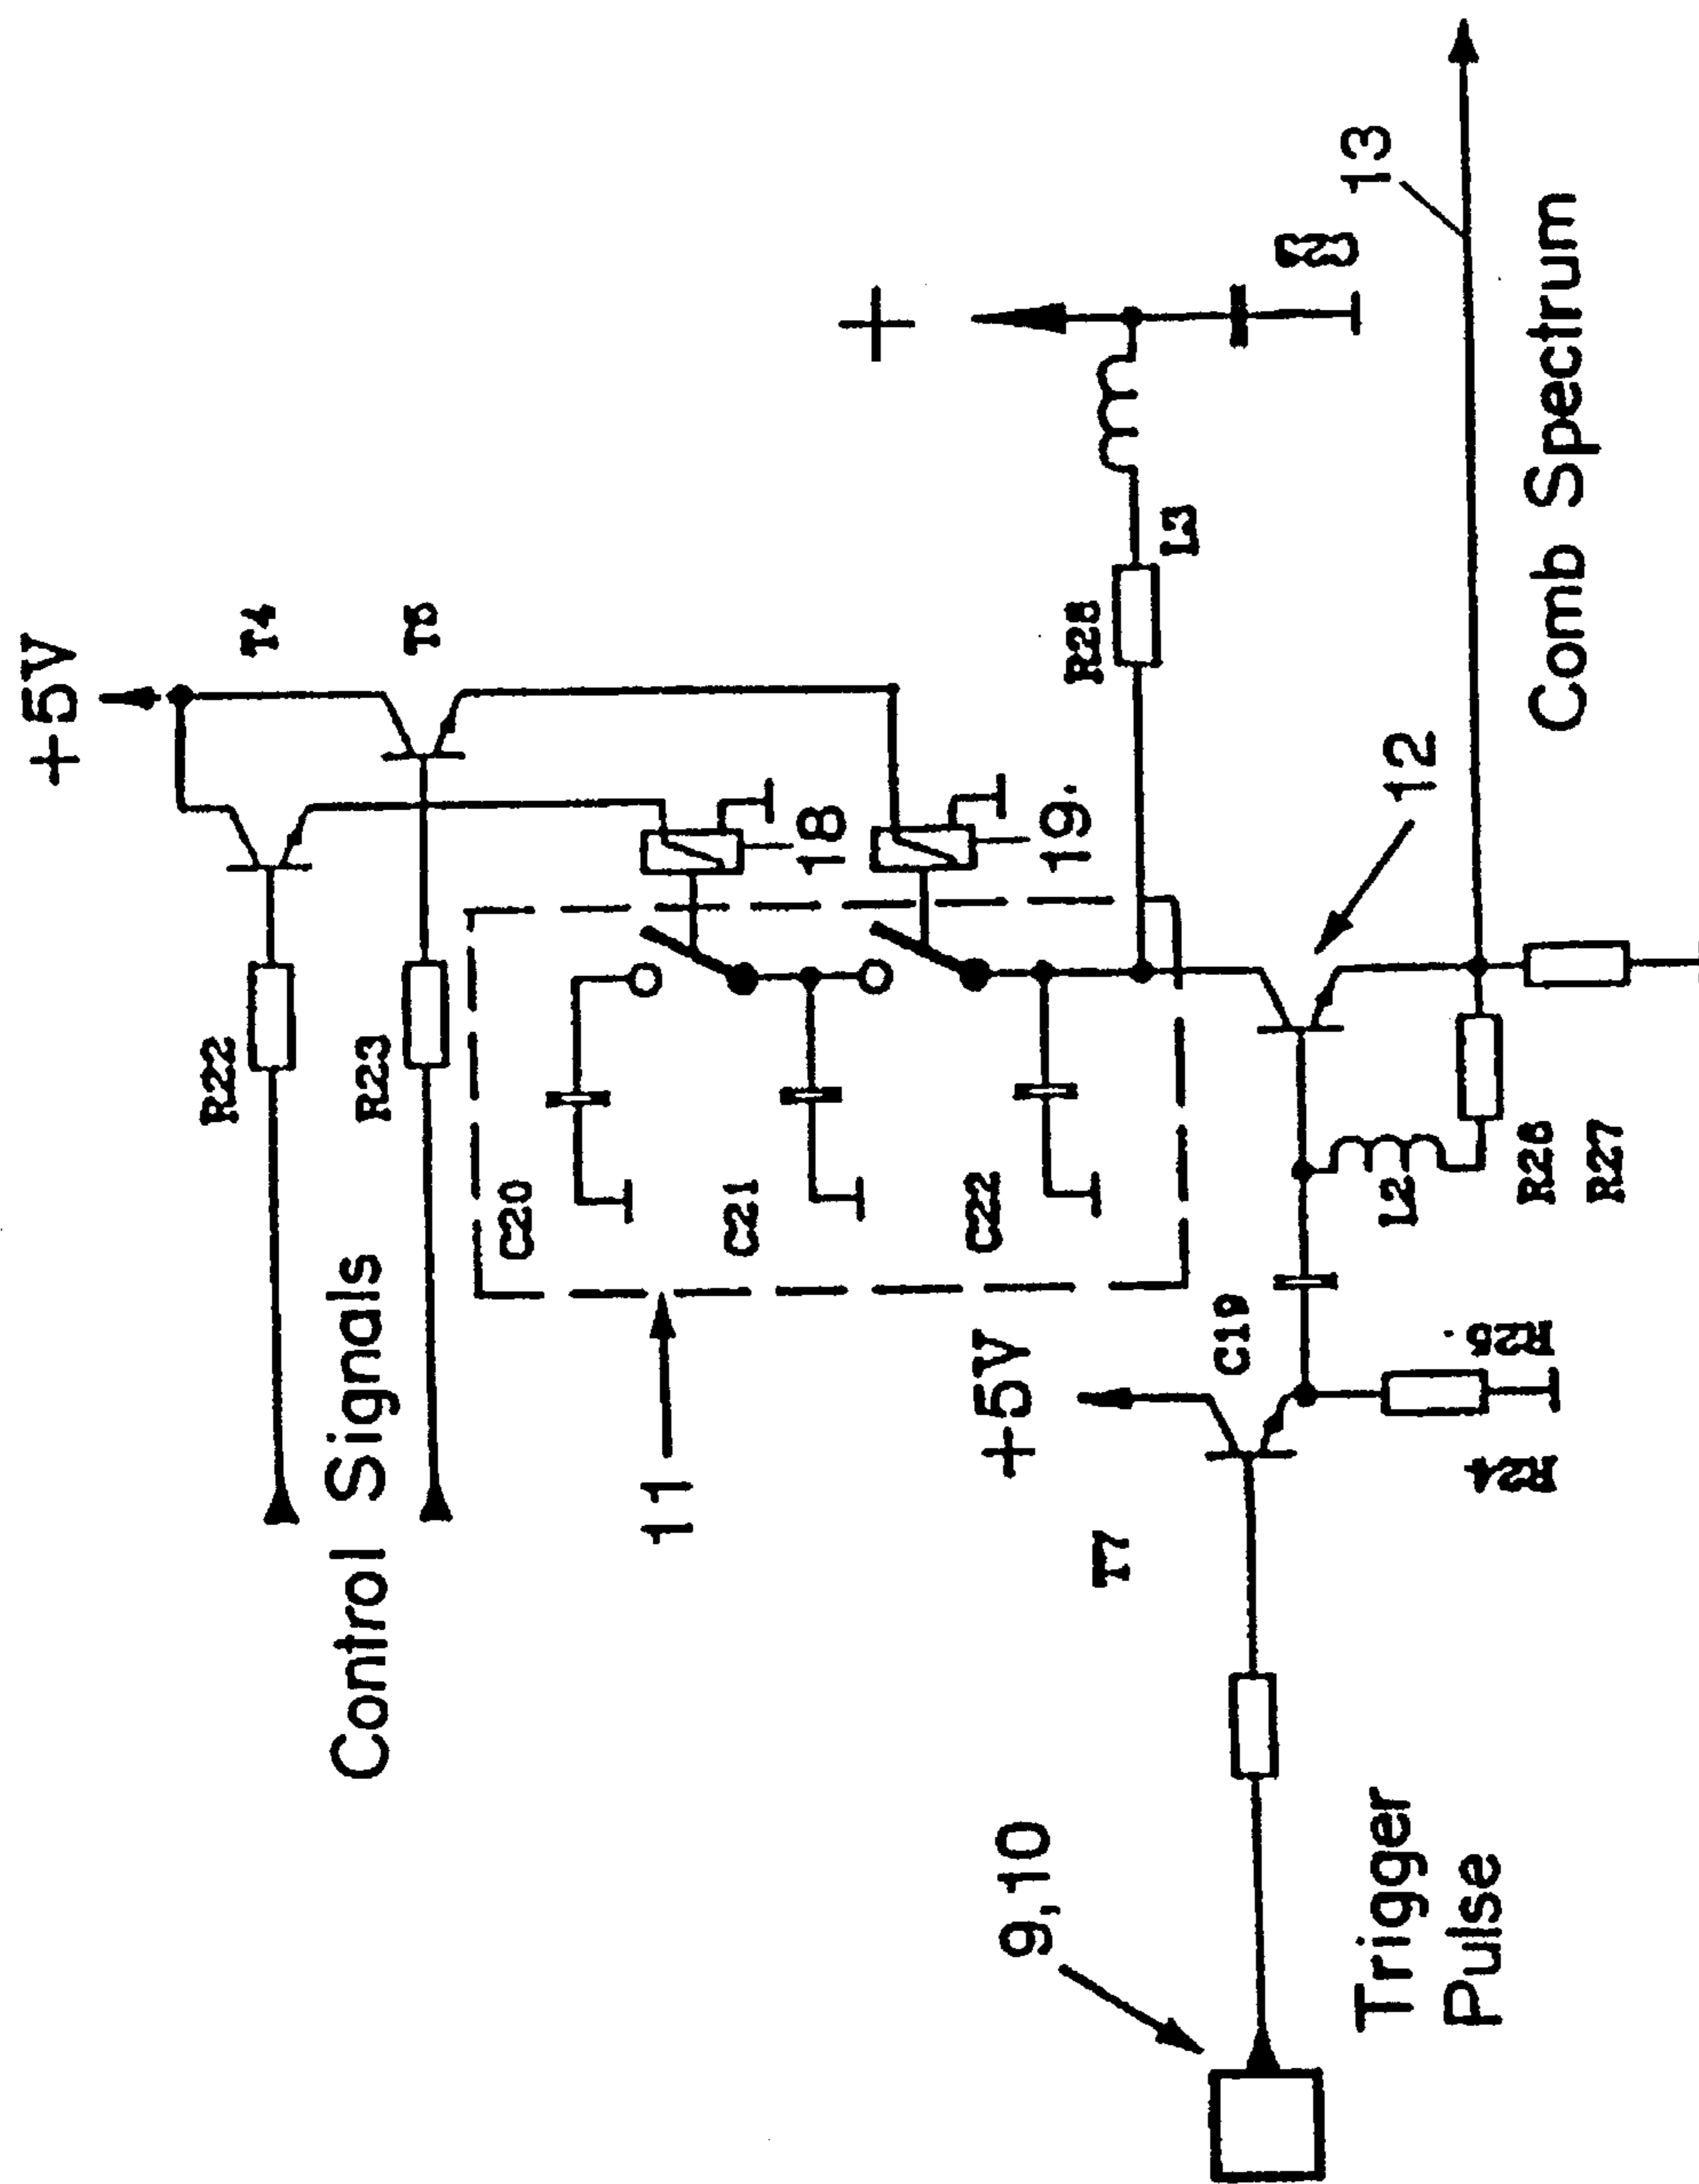 +5V
T4
T5
R22
R23
Control Signals
18
19
C20
C21
C22
11
R28
L3
+
13
Comb Spectrum
12
+5V
T7
C19
L2
R26
R27
R25
R24
9,10
Trigger
Pulse